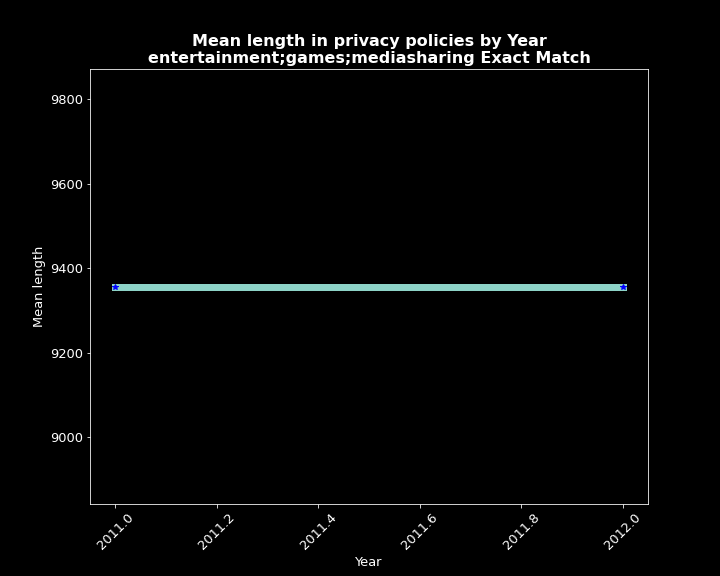 Mean length in privacy policies by Year
entertainment;games;mediasharing Exact Match
9800
9600
9400
9200
9000
Mean length
2011.0
2011.2
2011.4
2011.6
2011.8
2012.0
Year